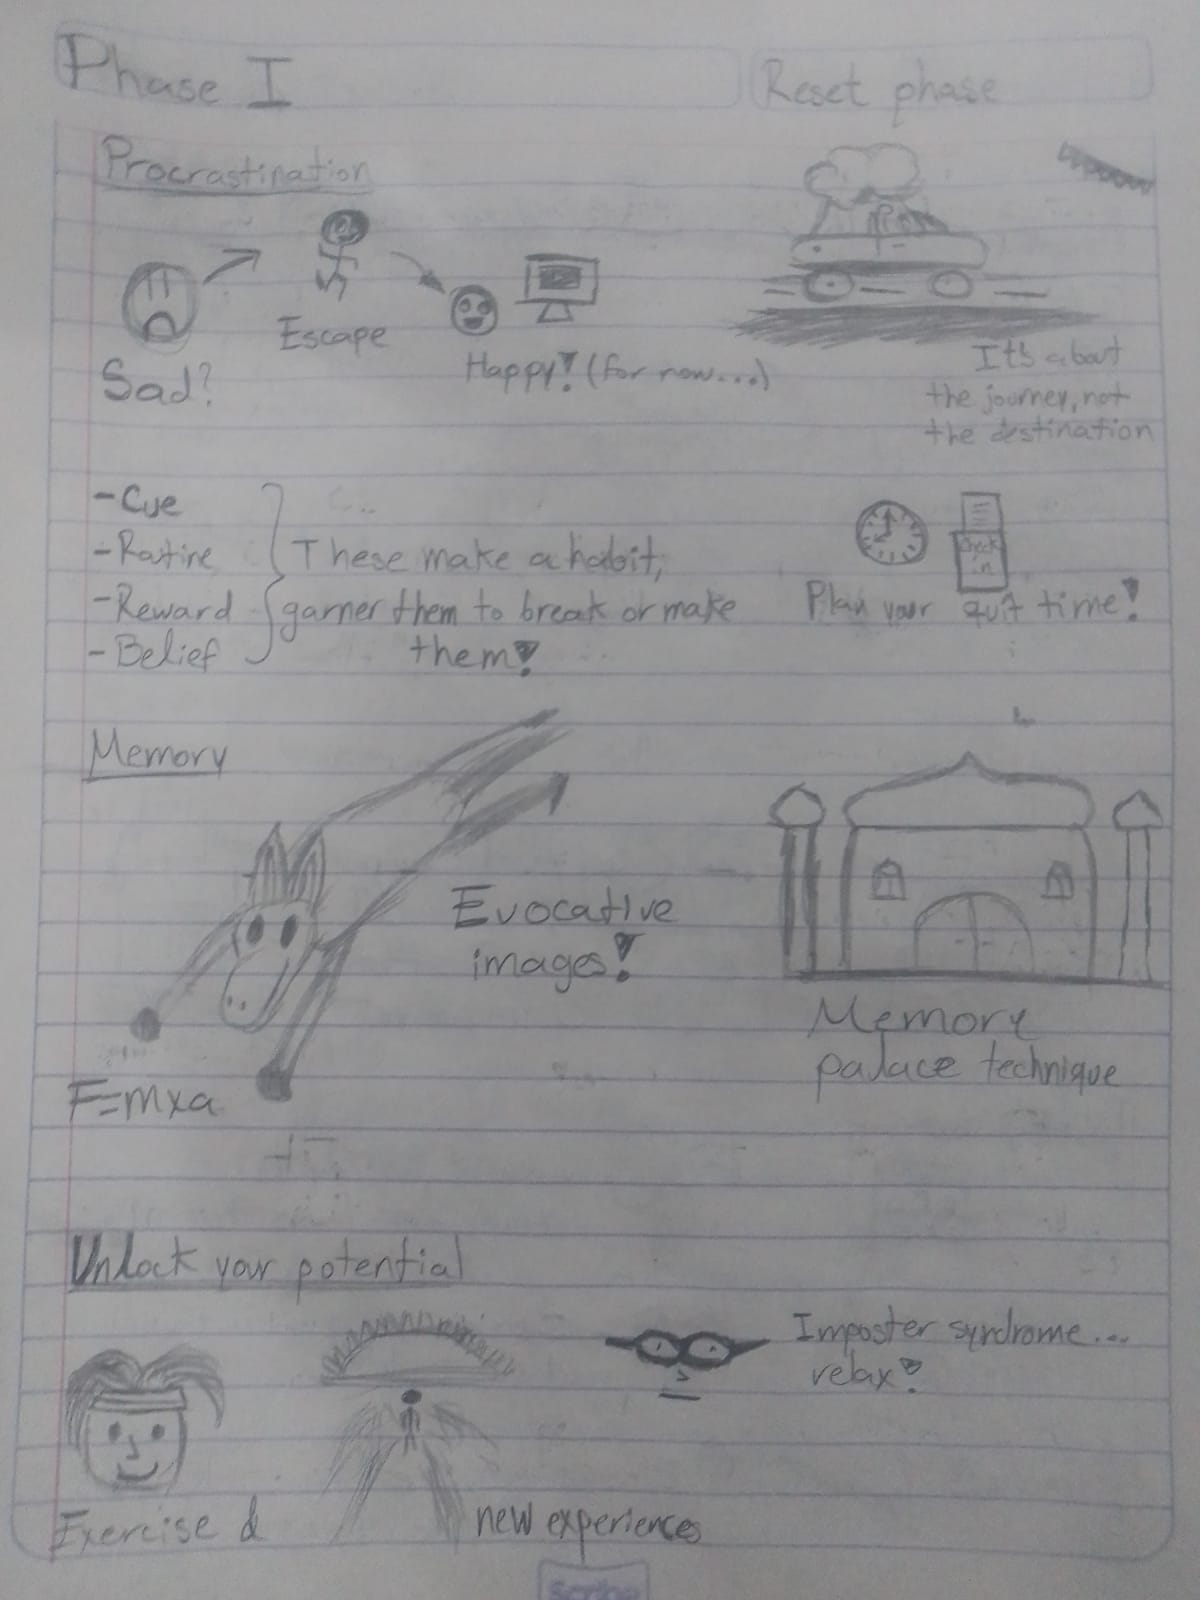 Phase I
Reset phase
Procrastination
Sad?
Escape
Happy! (for now...)
It's about
the journey, not
the destination
-Cue
-Rutine
-Reward
-Belief
These make a habit,
garner them to break or make
them!
Check
in
Plan your quit time!
Memory
Evocative
images!
F=mxa
Memory
palace technique
Unlock your potential
Imposter syndrome...
relax!
Exercise &
new experiences
Scribe